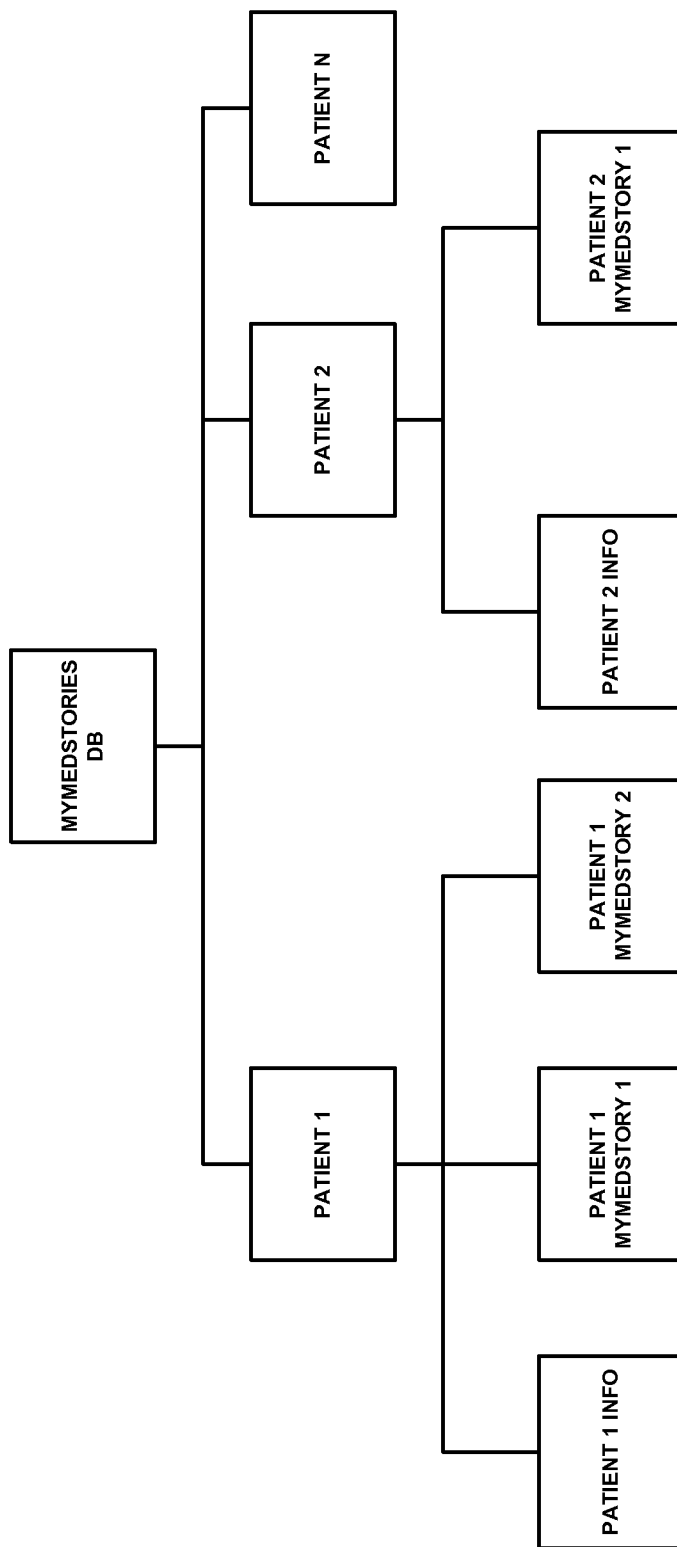 MYMEDSTORIES
DB
PATIENT 1
PATIENT 2
PATIENT N
PATIENT 1 INFO
PATIENT 1
MYMEDSTORY 1
PATIENT 1
MYMEDSTORY 2
PATIENT 2 INFO
PATIENT 2
MYMEDSTORY 1